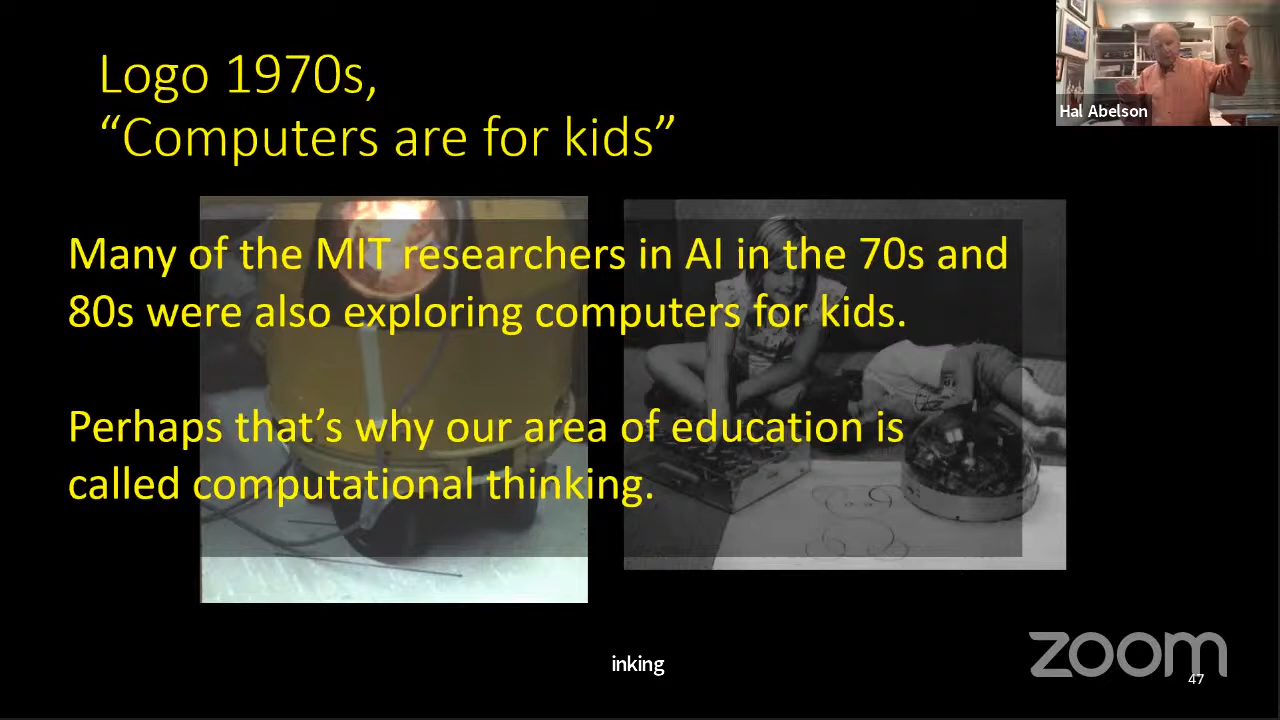 Logo 1970s,
“Computers are for kids”
Hal Abelson
Many of the MIT researchers in AI in the 70s and
80s were also exploring computers for kids.
Perhaps that’s why our area of education is
called computational thinking.
inking
zoom
47